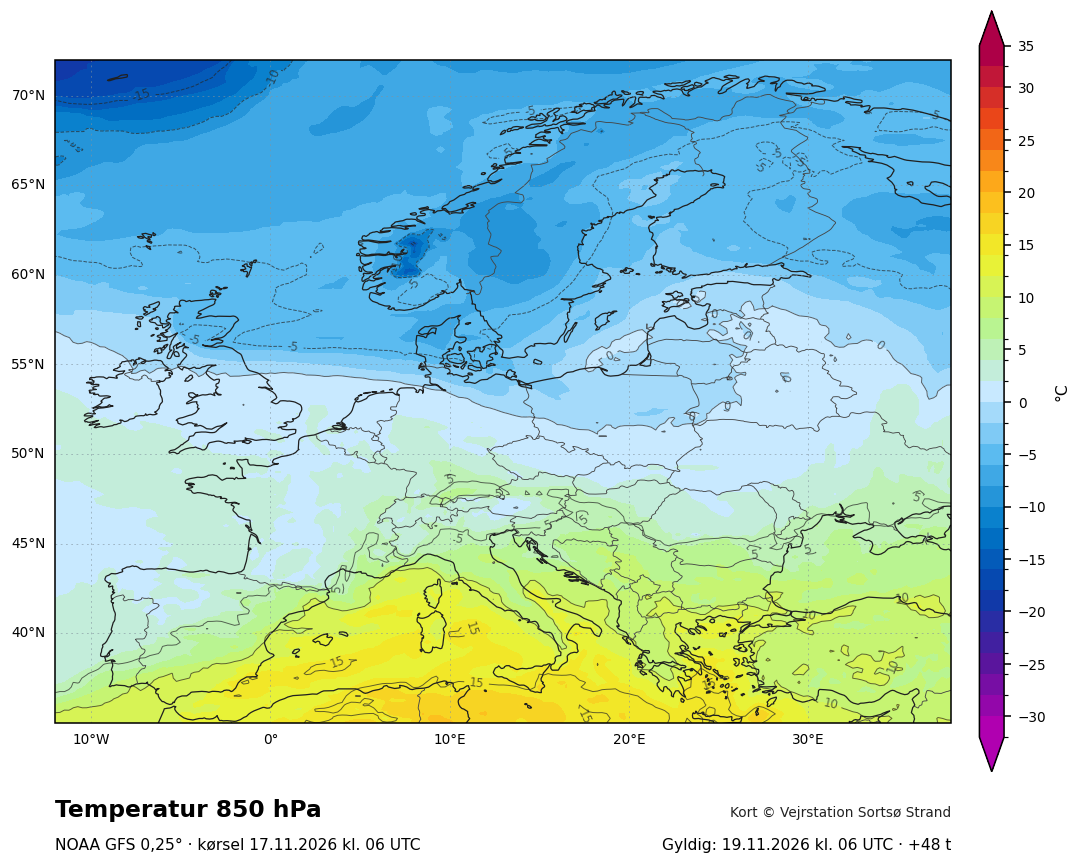 70°N
65°N
60°N
55°N
50°N
45°N
40°N
10°W
0°
10°E
20°E
30°E
35
30
25
20
15
10
5
0
−5
−10
−15
−20
−25
−30
°C
Temperatur 850 hPa
Kort © Vejrstation Sortsø Strand
NOAA GFS 0,25° · kørsel 17.11.2026 kl. 06 UTC
Gyldig: 19.11.2026 kl. 06 UTC · +48 t